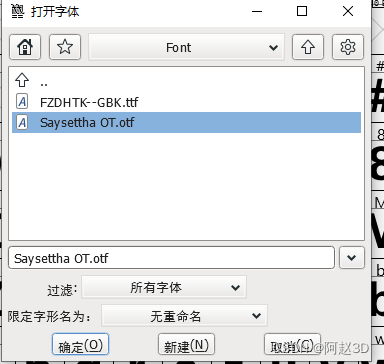 打开字体
Font
..
FZDHTK--GBK.ttf
Saysettha OT.otf
Saysettha OT.otf
过滤: 所有字体
限定字形名为: 无重命名
确定(O) 新建(N) 取消(C)
#
#
8
8
M
b
b
w
@阿赵3D